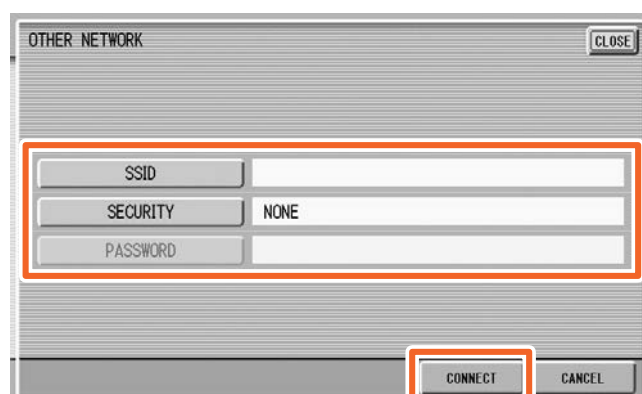 OTHER NETWORK CLOSE
SSID
SECURITY NONE
PASSWORD
CONNECT CANCEL